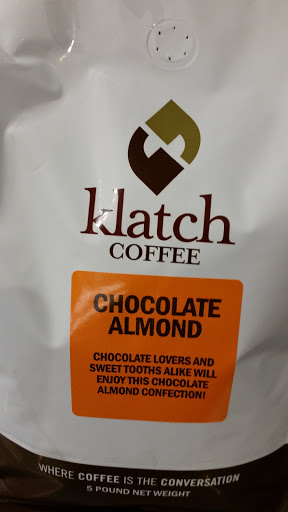 klatch
COFFEE
CHOCOLATE
ALMOND
CHOCOLATE LOVERS AND
SWEET TOOTHS ALIKE WILL
ENJOY THIS CHOCOLATE
ALMOND CONFECTION!
WHERE COFFEE IS THE CONVERSATION
5 POUND NET WEIGHT